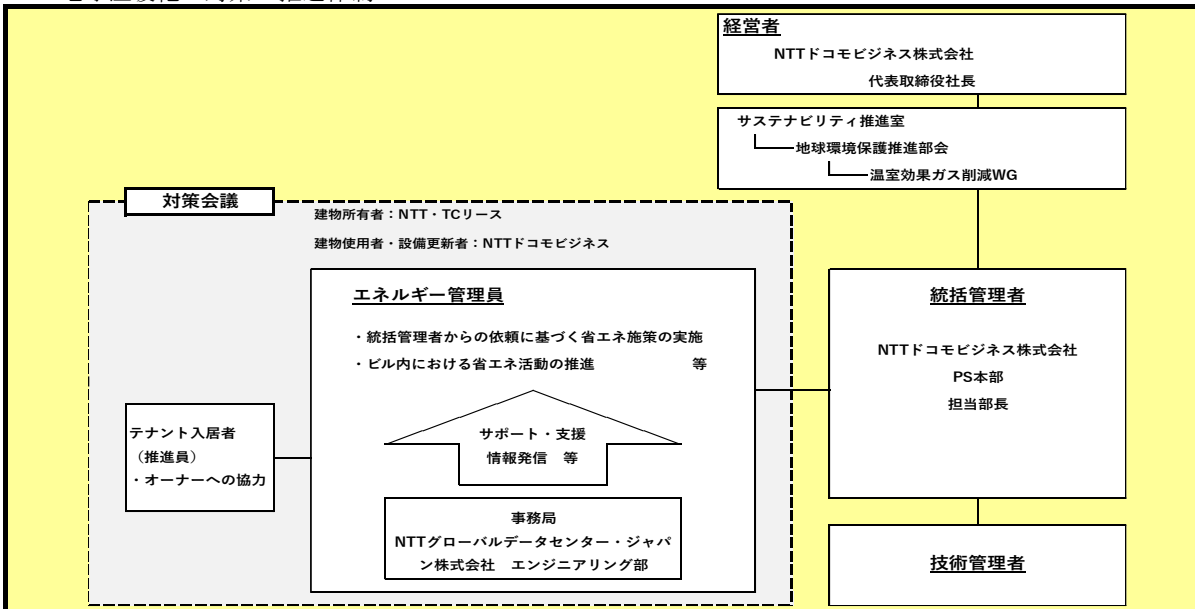 経営者
NTTドコモビジネス株式会社
代表取締役社長
サステナビリティ推進室
地球環境保護推進部会
温室効果ガス削減WG
対策会議
建物所有者：NTT・TCリース
建物使用者・設備更新者：NTTドコモビジネス
エネルギー管理員
・統括管理者からの依頼に基づく省エネ施策の実施
・ビル内における省エネ活動の推進　等
サポート・支援
情報発信　等
事務局
NTTグローバルデータセンター・ジャパ
ン株式会社　エンジニアリング部
テナント入居者
（推進員）
・オーナーへの協力
統括管理者
NTTドコモビジネス株式会社
PS本部
担当部長
技術管理者